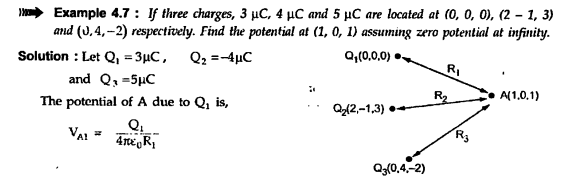 Example 4.7 : If three charges, 3 μC, 4 μC and 5 μC are located at (0, 0, 0), (2 – 1, 3)
and (0, 4, –2) respectively. Find the potential at (1, 0, 1) assuming zero potential at infinity.
Solution : Let Q₁ = 3μC , Q₂ =–4μC
and Q₃ =5μC
The potential of A due to Q₁ is,
V_A1 = Q₁ / 4πε₀R₁
Q₁(0,0,0)
R₁
R₂
A(1,0,1)
Q₂(2,-1,3)
R₃
Q₃(0,4,-2)